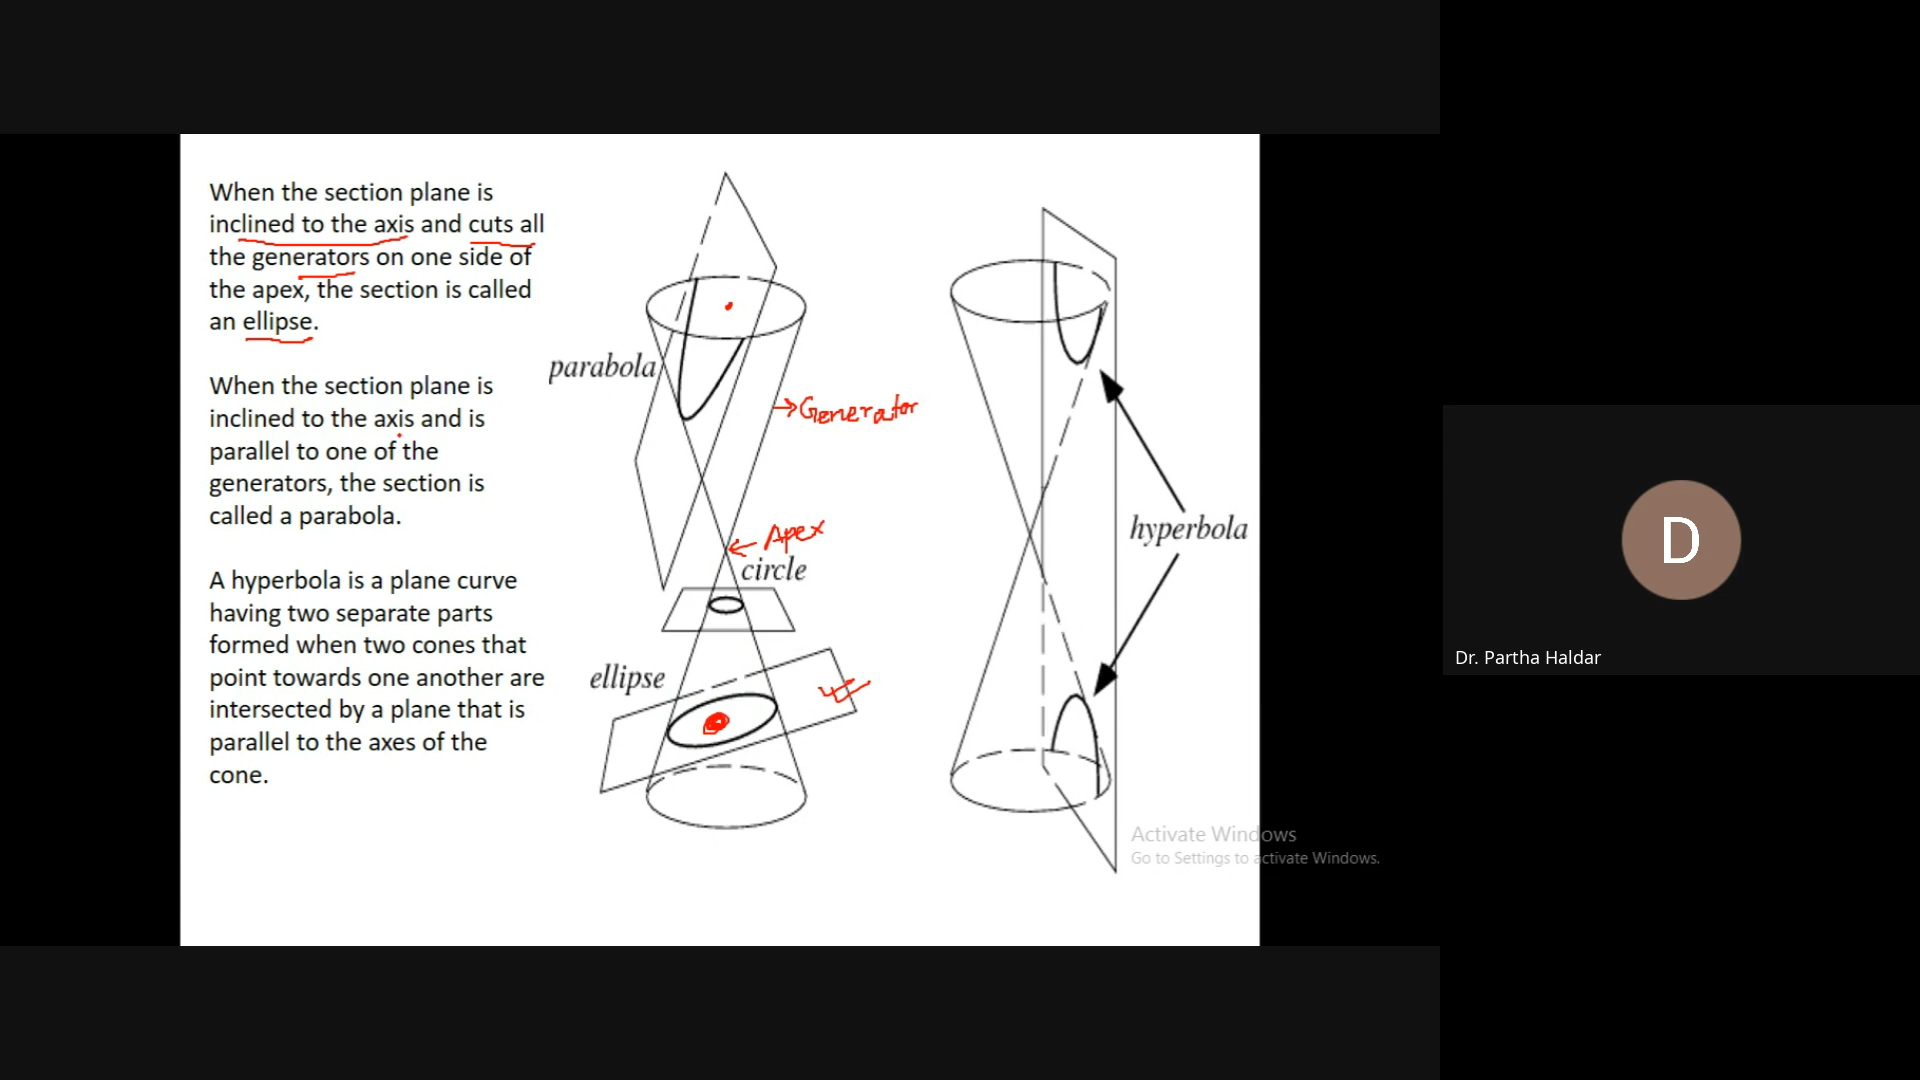 When the section plane is
inclined to the axis and cuts all
the generators on one side of
the apex, the section is called
an ellipse.
When the section plane is
inclined to the axis and is
parallel to one of the
generators, the section is
called a parabola.
A hyperbola is a plane curve
having two separate parts
formed when two cones that
point towards one another are
intersected by a plane that is
parallel to the axes of the
cone.
parabola
Generator
Apex
circle
ellipse
hyperbola
Activate Windows
Go to Settings to activate Windows.
D
Dr. Partha Haldar